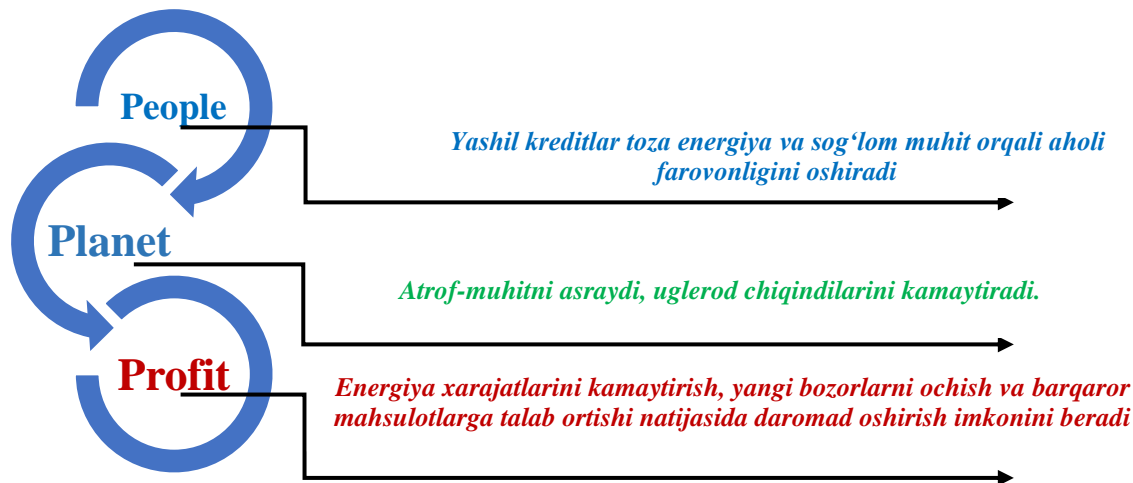 People
Yashil kreditlar toza energiya va sog‘lom muhit orqali aholi
farovonligini oshiradi
Planet
Atrof-muhitni asraydi, uglerod chiqindilarini kamaytiradi.
Profit
Energiya xarajatlarini kamaytirish, yangi bozorlarni ochish va barqaror
mahsulotlarga talab ortishi natijasida daromad oshirish imkonini beradi